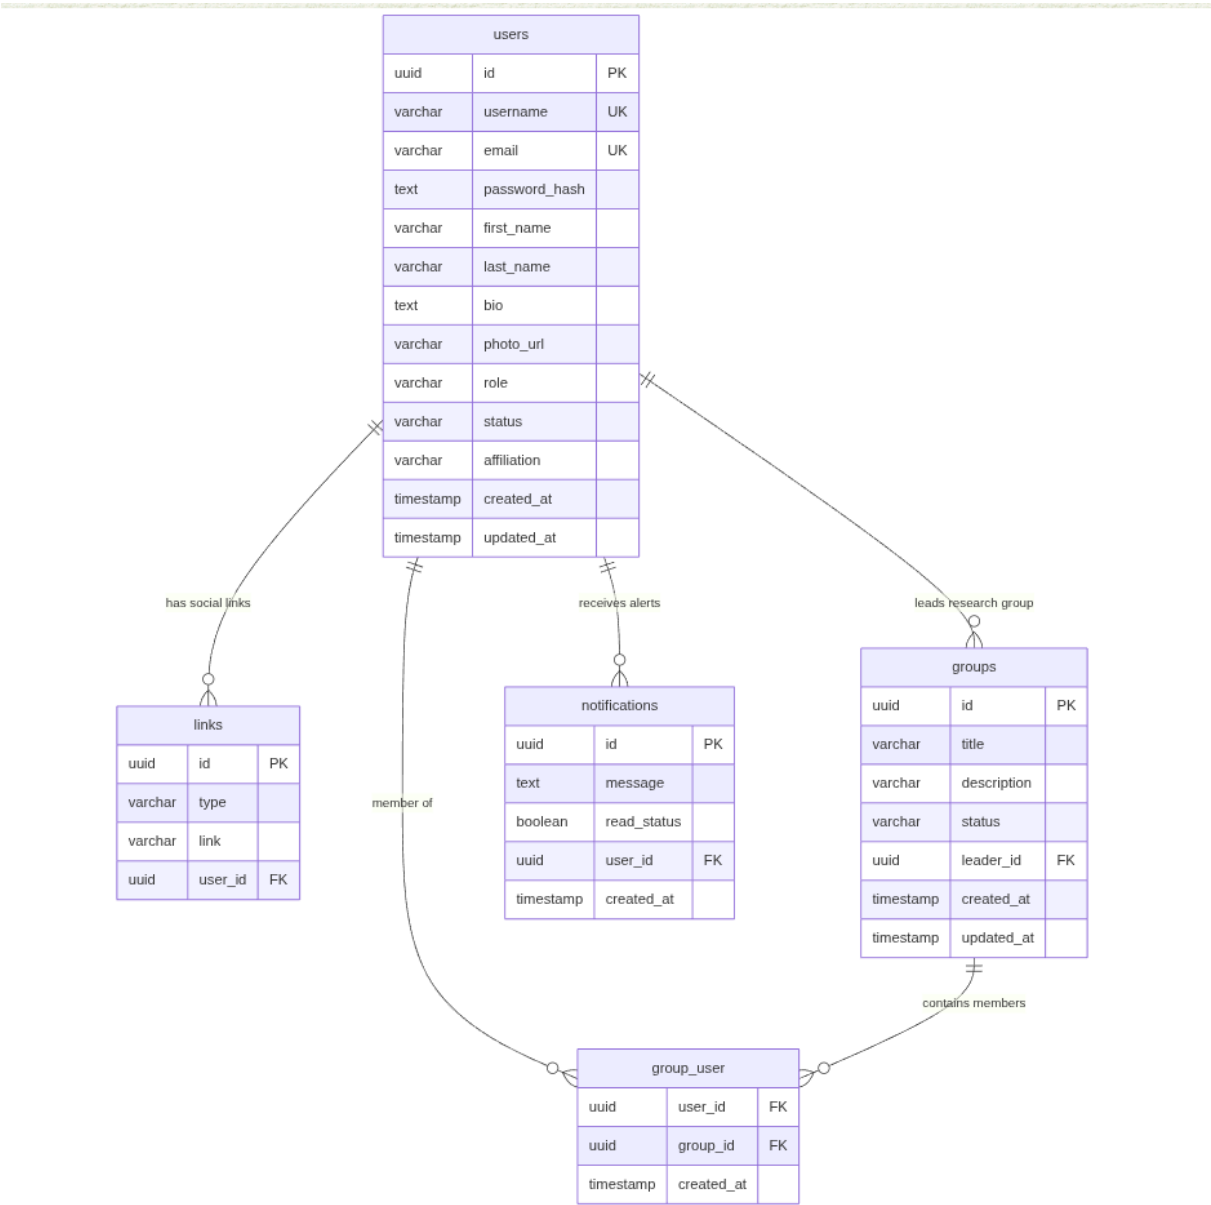 users
uuid id PK
varchar username UK
varchar email UK
text password_hash
varchar first_name
varchar last_name
text bio
varchar photo_url
varchar role
varchar status
varchar affiliation
timestamp created_at
timestamp updated_at
has social links
receives alerts
leads research group
links
uuid id PK
varchar type
varchar link
uuid user_id FK
member of
notifications
uuid id PK
text message
boolean read_status
uuid user_id FK
timestamp created_at
groups
uuid id PK
varchar title
varchar description
varchar status
uuid leader_id FK
timestamp created_at
timestamp updated_at
contains members
group_user
uuid user_id FK
uuid group_id FK
timestamp created_at